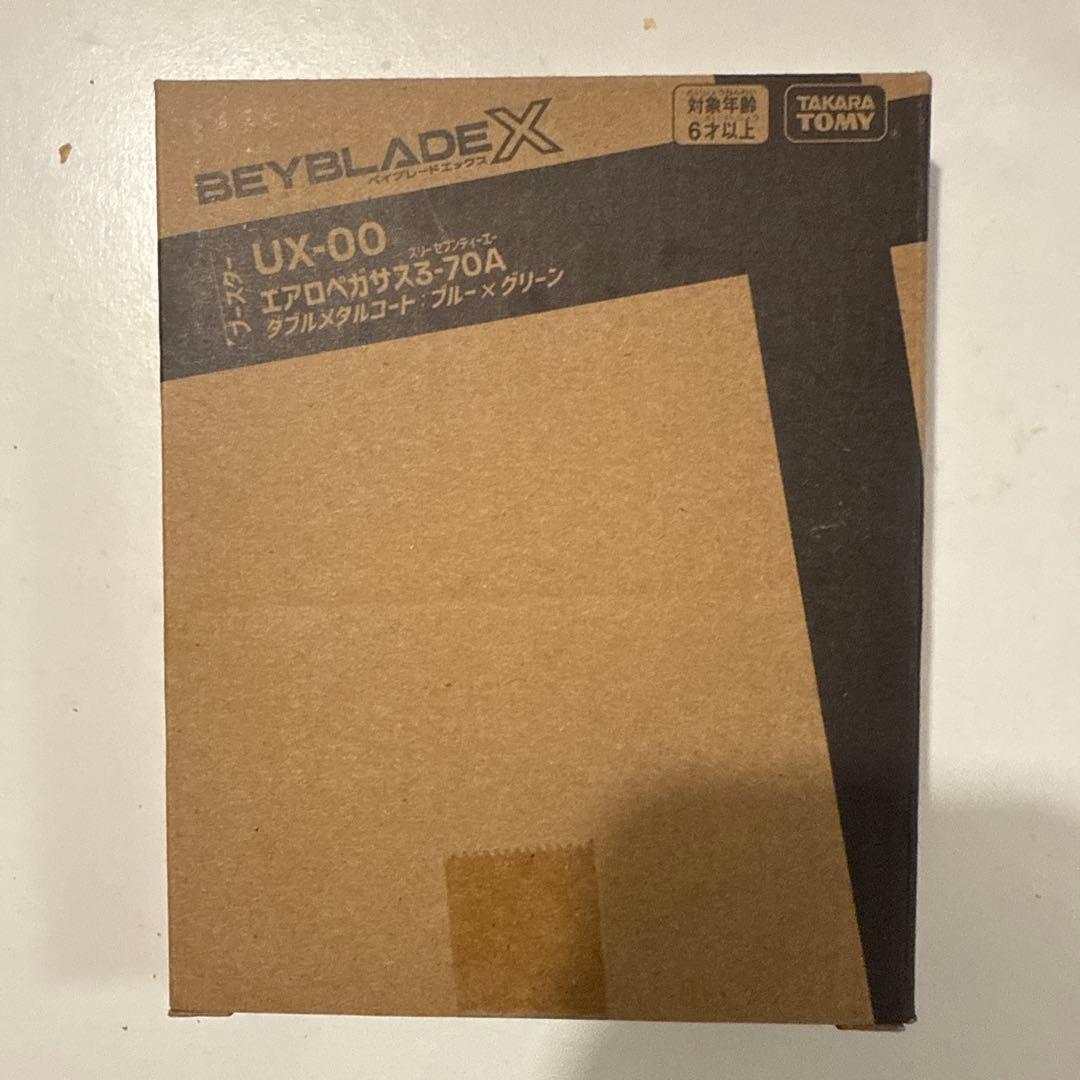 BEYBLADE X
ベイブレードエックス
対象年齢
6才以上
TAKARA
TOMY
ブースター
UX-00
スリーセブンティーエー
エアロペガサス3-70A
ダブルメタルコート:ブルー×グリーン